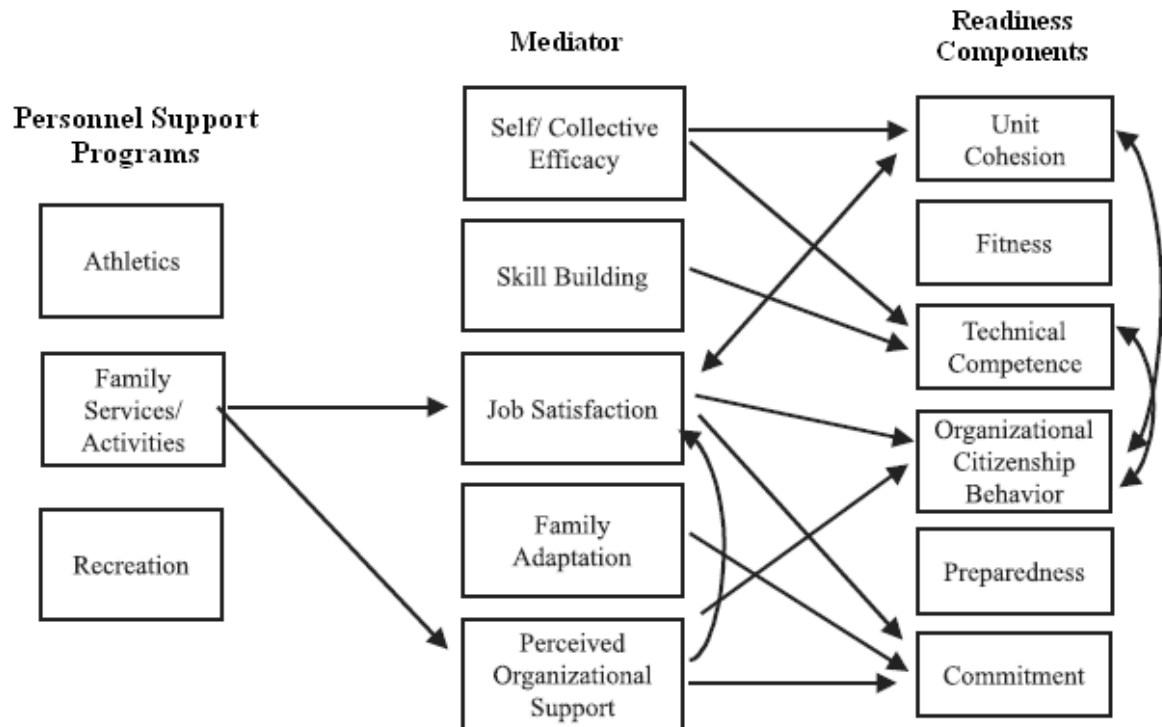 Personnel Support
Programs
Athletics
Family
Services/
Activities
Recreation
Mediator
Self/ Collective
Efficacy
Skill Building
Job Satisfaction
Family
Adaptation
Perceived
Organizational
Support
Readiness
Components
Unit
Cohesion
Fitness
Technical
Competence
Organizational
Citizenship
Behavior
Preparedness
Commitment